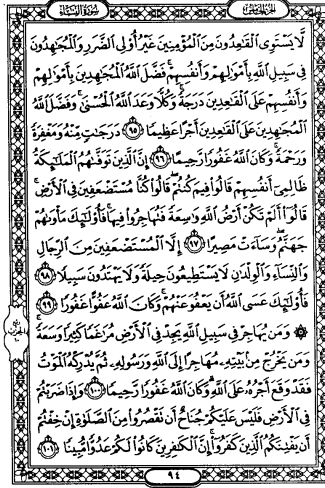 الجزء الخامس
سورة النساء
لَّا يَسْتَوِي الْقَاعِدُونَ مِنَ الْمُؤْمِنِينَ غَيْرُ أُولِي الضَّرَرِ وَالْمُجَاهِدُونَ
فِي سَبِيلِ اللَّهِ بِأَمْوَالِهِمْ وَأَنفُسِهِمْ ۚ فَضَّلَ اللَّهُ الْمُجَاهِدِينَ بِأَمْوَالِهِمْ
وَأَنفُسِهِمْ عَلَى الْقَاعِدِينَ دَرَجَةً ۚ وَكُلًّا وَعَدَ اللَّهُ الْحُسْنَىٰ ۚ وَفَضَّلَ اللَّهُ
الْمُجَاهِدِينَ عَلَى الْقَاعِدِينَ أَجْرًا عَظِيمًا ٩٥ دَرَجَاتٍ مِّنْهُ وَمَغْفِرَةً
وَرَحْمَةً ۚ وَكَانَ اللَّهُ غَفُورًا رَّحِيمًا ٩٦ إِنَّ الَّذِينَ تَوَفَّاهُمُ الْمَلَائِكَةُ
ظَالِمِي أَنفُسِهِمْ قَالُوا فِيمَ كُنتُمْ ۖ قَالُوا كُنَّا مُسْتَضْعَفِينَ فِي الْأَرْضِ ۚ
قَالُوا أَلَمْ تَكُنْ أَرْضُ اللَّهِ وَاسِعَةً فَتُهَاجِرُوا فِيهَا ۚ فَأُولَٰئِكَ مَأْوَاهُمْ
جَهَنَّمُ ۖ وَسَاءَتْ مَصِيرًا ٩٧ إِلَّا الْمُسْتَضْعَفِينَ مِنَ الرِّجَالِ
وَالنِّسَاءِ وَالْوِلْدَانِ لَا يَسْتَطِيعُونَ حِيلَةً وَلَا يَهْتَدُونَ سَبِيلًا ٩٨
فَأُولَٰئِكَ عَسَى اللَّهُ أَن يَعْفُوَ عَنْهُمْ ۚ وَكَانَ اللَّهُ عَفُوًّا غَفُورًا ٩٩
۞ وَمَن يُهَاجِرْ فِي سَبِيلِ اللَّهِ يَجِدْ فِي الْأَرْضِ مُرَاغَمًا كَثِيرًا وَسَعَةً ۚ
وَمَن يَخْرُجْ مِن بَيْتِهِ مُهَاجِرًا إِلَى اللَّهِ وَرَسُولِهِ ثُمَّ يُدْرِكْهُ الْمَوْتُ
فَقَدْ وَقَعَ أَجْرُهُ عَلَى اللَّهِ ۗ وَكَانَ اللَّهُ غَفُورًا رَّحِيمًا ١٠٠ وَإِذَا ضَرَبْتُمْ
فِي الْأَرْضِ فَلَيْسَ عَلَيْكُمْ جُنَاحٌ أَن تَقْصُرُوا مِنَ الصَّلَاةِ إِنْ خِفْتُمْ
أَن يَفْتِنَكُمُ الَّذِينَ كَفَرُوا ۚ إِنَّ الْكَافِرِينَ كَانُوا لَكُمْ عَدُوًّا مُّبِينًا ١٠١
٩٤